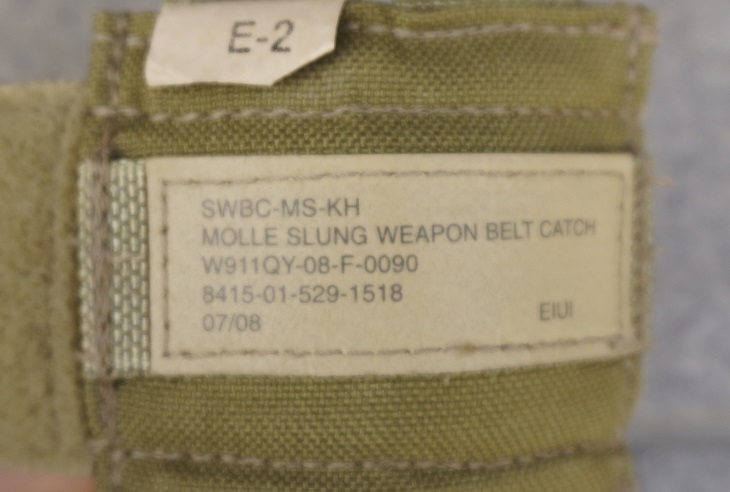 E-2
SWBC-MS-KH
MOLLE SLUNG WEAPON BELT CATCH
W911QY-08-F-0090
8415-01-529-1518
07/08 EIUI